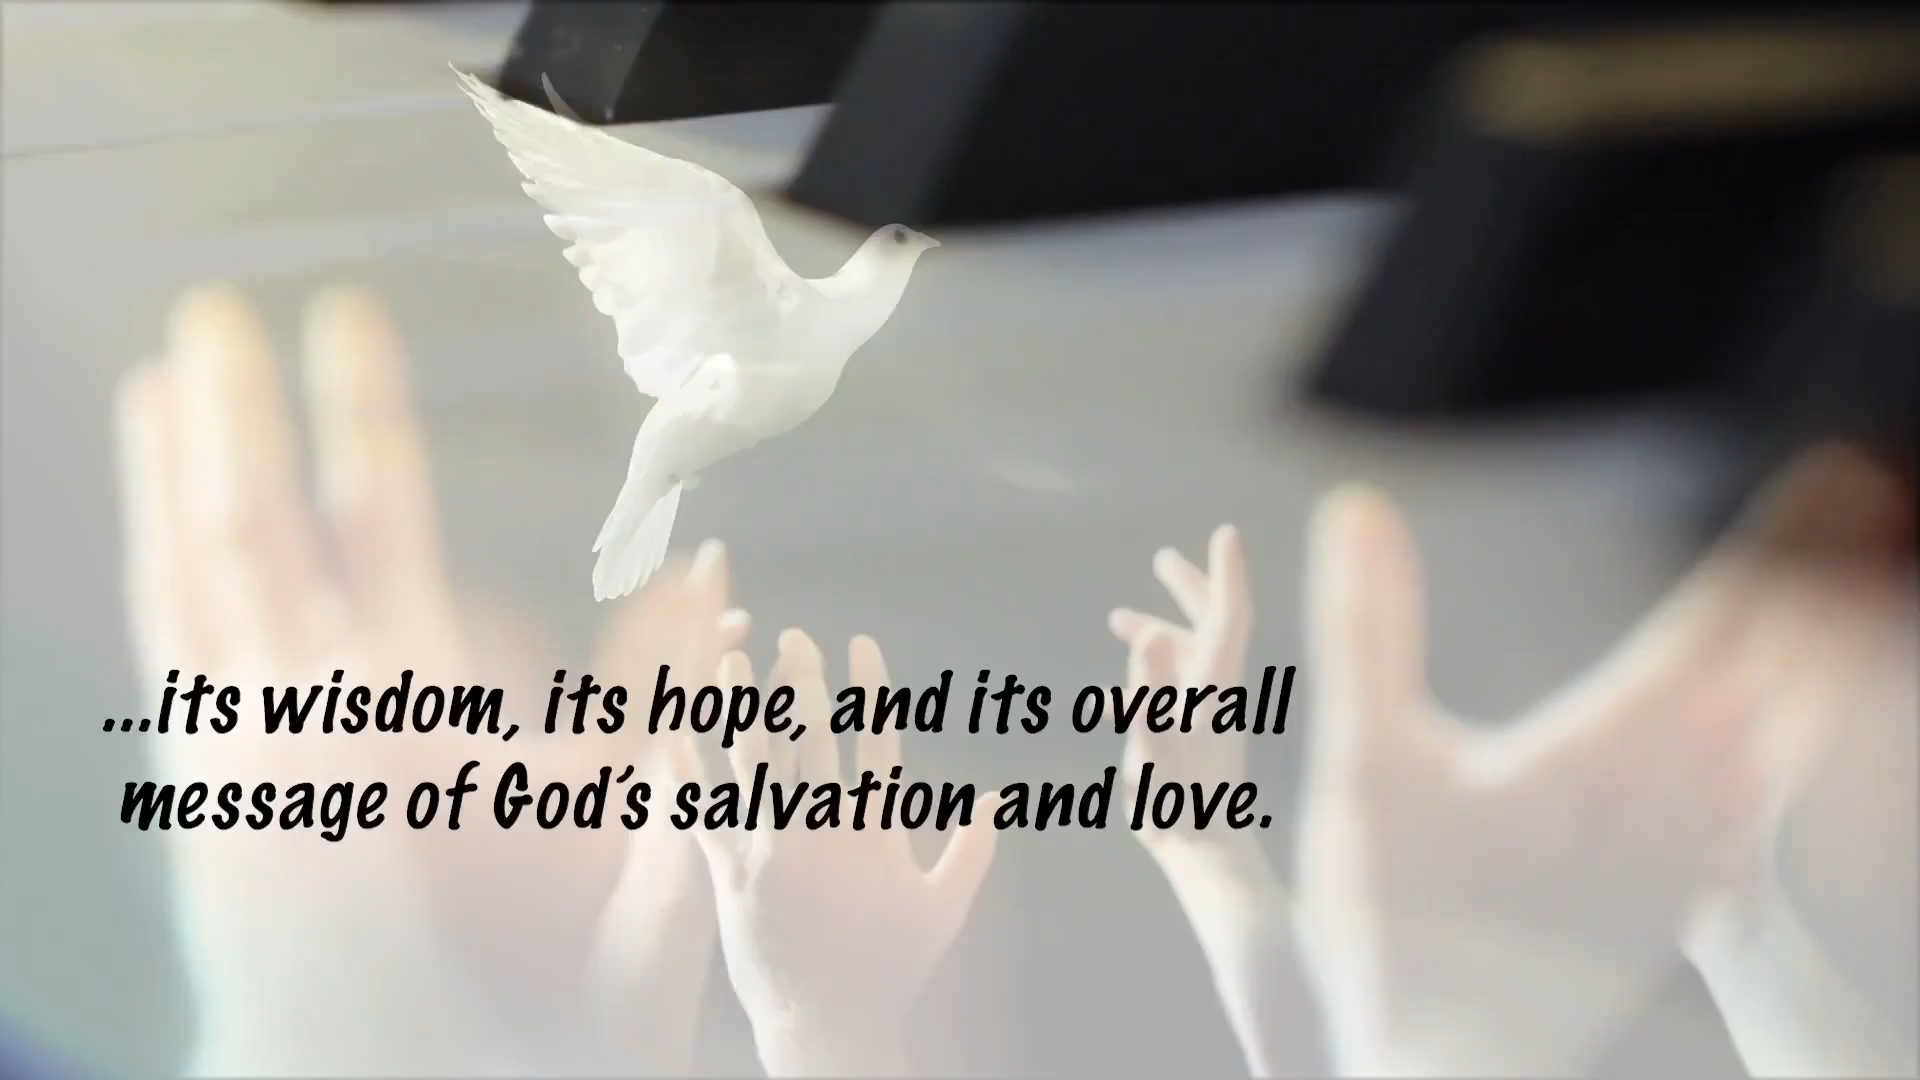 ...its wisdom, its hope, and its overall
message of God's salvation and love.